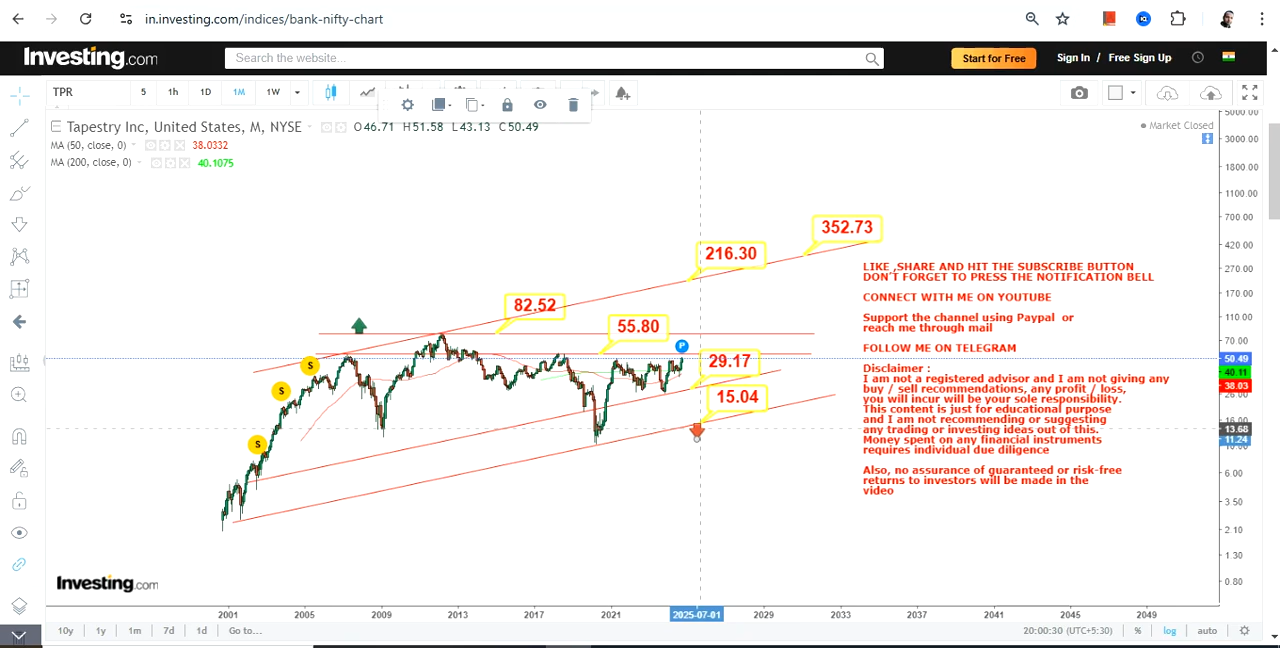 in.investing.com/indices/bank-nifty-chart
Investing.com
Search the website...
Start for Free
Sign In / Free Sign Up
TPR
5
1h
1D
1M
1W
Tapestry Inc, United States, M, NYSE
O46.71 H51.58 L43.13 C50.49
MA (50, close, 0)
38.0332
MA (200, close, 0)
40.1075
Market Closed
5000.00
3000.00
1800.00
1100.00
700.00
420.00
270.00
170.00
110.00
70.00
50.49
40.11
38.03
13.68
11.24
6.00
3.50
2.10
1.30
0.80
352.73
216.30
82.52
55.80
29.17
15.04
S
S
S
P
LIKE ,SHARE AND HIT THE SUBSCRIBE BUTTON
DON'T FORGET TO PRESS THE NOTIFICATION BELL
CONNECT WITH ME ON YOUTUBE
Support the channel using Paypal or
reach me through mail
FOLLOW ME ON TELEGRAM
Disclaimer :
I am not a registered advisor and I am not giving any
buy / sell recommendations, any profit / loss,
you will incur will be your sole responsibility.
This content is just for educational purpose
and I am not recommending or suggesting
any trading or investing ideas out of this.
Money spent on any financial instruments
requires individual due diligence
Also, no assurance of guaranteed or risk-free
returns to investors will be made in the
video
Investing.com
2001
2005
2009
2013
2017
2021
2025-07-01
2029
2033
2037
2041
2045
2049
10y
1y
1m
7d
1d
Go to...
20:00:30 (UTC+5:30)
%
log
auto